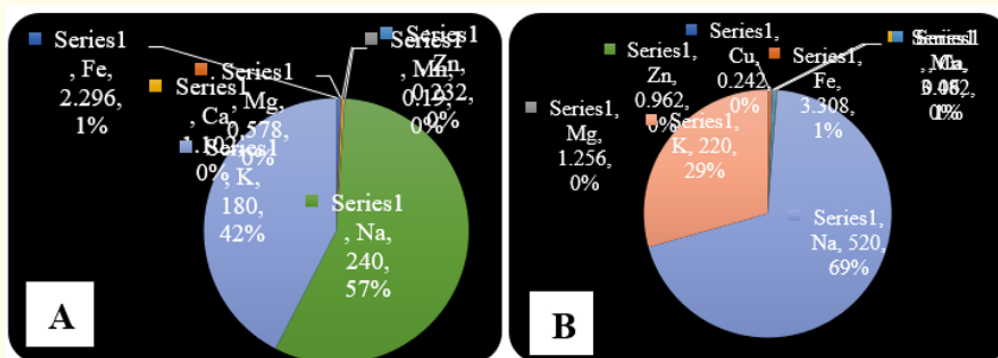 Series1
, Fe,
2.296,
1%
Series1
, Mg,
0.578,
0%
Series1
, Ca,
0%
Series1
, K,
180,
42%
Series1
, Na,
240,
57%
Series1
, Mn,
0.19,
0%
Series1
, Zn,
0.232,
0%
A
Series1,
Mg,
1.256,
0%
Series1,
Zn,
0.962,
0%
Series1,
K, 220,
29%
Series1,
Cu,
0.242,
0%
Series1,
Fe,
3.308,
1%
Series1,
Na, 520,
69%
B